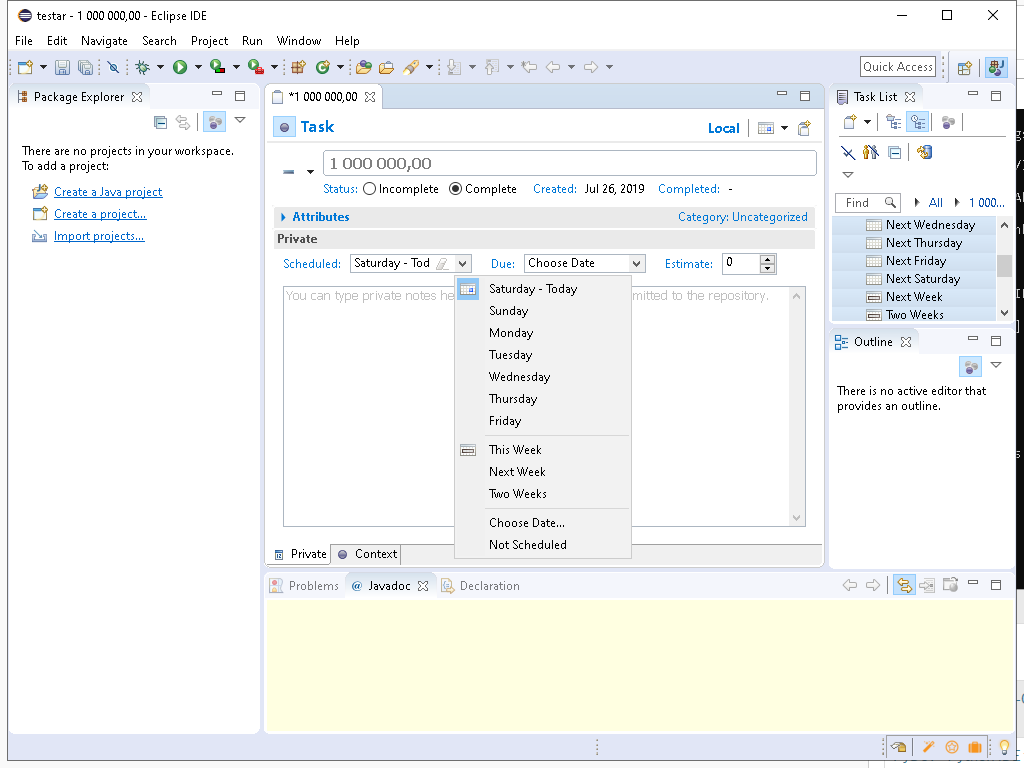 testar - 1 000 000,00 - Eclipse IDE
File Edit Navigate Search Project Run Window Help
Quick Access
Package Explorer
There are no projects in your workspace.
To add a project:
Create a Java project
Create a project...
Import projects...
*1 000 000,00
Task
Local
1 000 000,00
Status: Incomplete Complete Created: Jul 26, 2019 Completed: -
Attributes Category: Uncategorized
Private
Scheduled: Saturday - Tod Due: Choose Date Estimate: 0
You can type private notes he
mitted to the repository.
Saturday - Today
Sunday
Monday
Tuesday
Wednesday
Thursday
Friday
This Week
Next Week
Two Weeks
Choose Date...
Not Scheduled
Private Context
Task List
Find All 1 000...
Next Wednesday
Next Thursday
Next Friday
Next Saturday
Next Week
Two Weeks
Outline
There is no active editor that
provides an outline.
Problems @ Javadoc Declaration